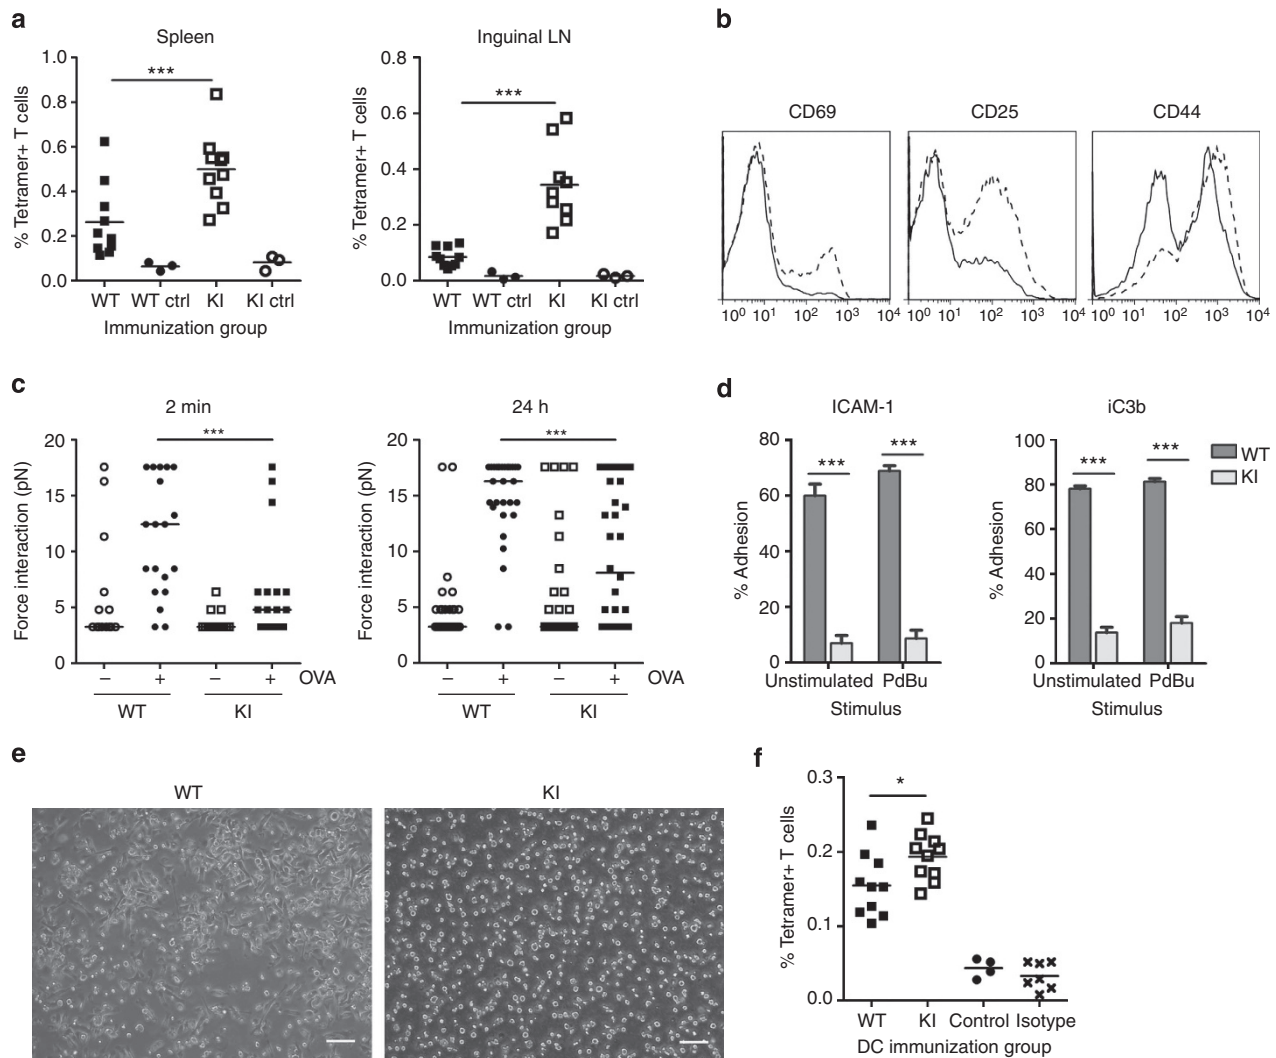 a
Spleen
Inguinal LN
% Tetramer+ T cells
1.0
0.8
0.6
0.4
0.2
0.0
***
WT
WT ctrl
KI
KI ctrl
Immunization group
% Tetramer+ T cells
0.8
0.6
0.4
0.2
0.0
***
WT
WT ctrl
KI
KI ctrl
Immunization group
b
CD69
CD25
CD44
10⁰ 10¹ 10² 10³ 10⁴
10⁰ 10¹ 10² 10³ 10⁴
10⁰ 10¹ 10² 10³ 10⁴
c
2 min
24 h
Force interaction (pN)
20
15
10
5
0
***
– + – + OVA
WT
KI
Force interaction (pN)
20
15
10
5
0
***
– + – + OVA
WT
KI
d
ICAM-1
iC3b
% Adhesion
80
60
40
20
0
***
***
Unstimulated PdBu
Stimulus
% Adhesion
100
80
60
40
20
0
***
***
Unstimulated PdBu
Stimulus
WT
KI
e
WT
KI
f
% Tetramer+ T cells
0.3
0.2
0.1
0.0
*
WT
KI
Control
Isotype
DC immunization group